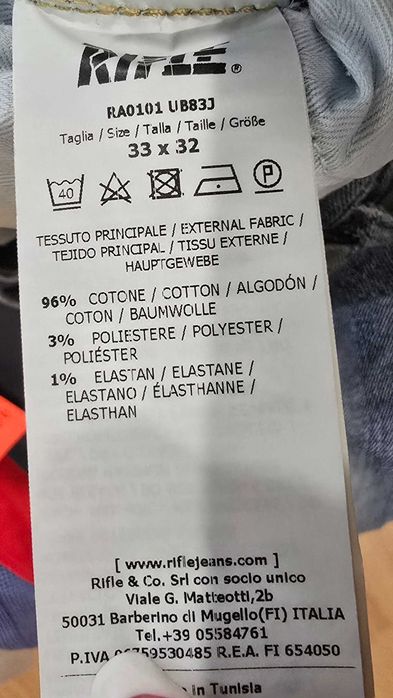 RIFLE®
RA0101 UB83J
Taglia / Size / Talla / Taille / Größe
33 x 32
40
P
TESSUTO PRINCIPALE / EXTERNAL FABRIC /
TEJIDO PRINCIPAL / TISSU EXTERNE /
HAUPTGEWEBE
96% COTONE / COTTON / ALGODÓN /
COTON / BAUMWOLLE
3% POLIESTERE / POLYESTER /
POLIÉSTER
1% ELASTAN / ELASTANE /
ELASTANO / ÉLASTHANNE /
ELASTHAN
[ www.riflejeans.com ]
Rifle & Co. Srl con socio unico
Viale G. Matteotti,2b
50031 Barberino di Mugello(FI) ITALIA
Tel.+39 05584761
P.IVA 59530485 R.E.A. FI 654050
in Tunisia